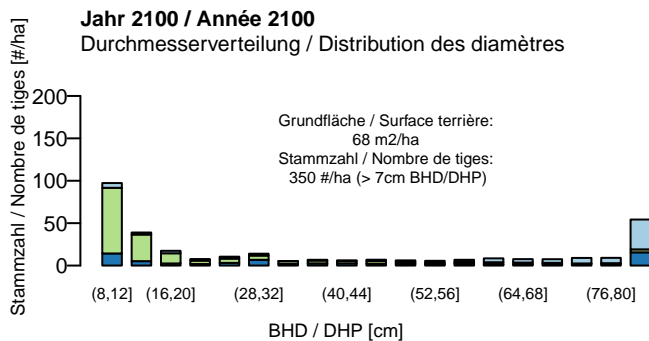 Jahr 2100 / Année 2100
Durchmesserverteilung / Distribution des diamètres
Stammzahl / Nombre de tiges [#/ha]
200
150
100
50
0
Grundfläche / Surface terrière:
68 m2/ha
Stammzahl / Nombre de tiges:
350 #/ha (> 7cm BHD/DHP)
(8,12] (16,20] (28,32] (40,44] (52,56] (64,68] (76,80]
BHD / DHP [cm]